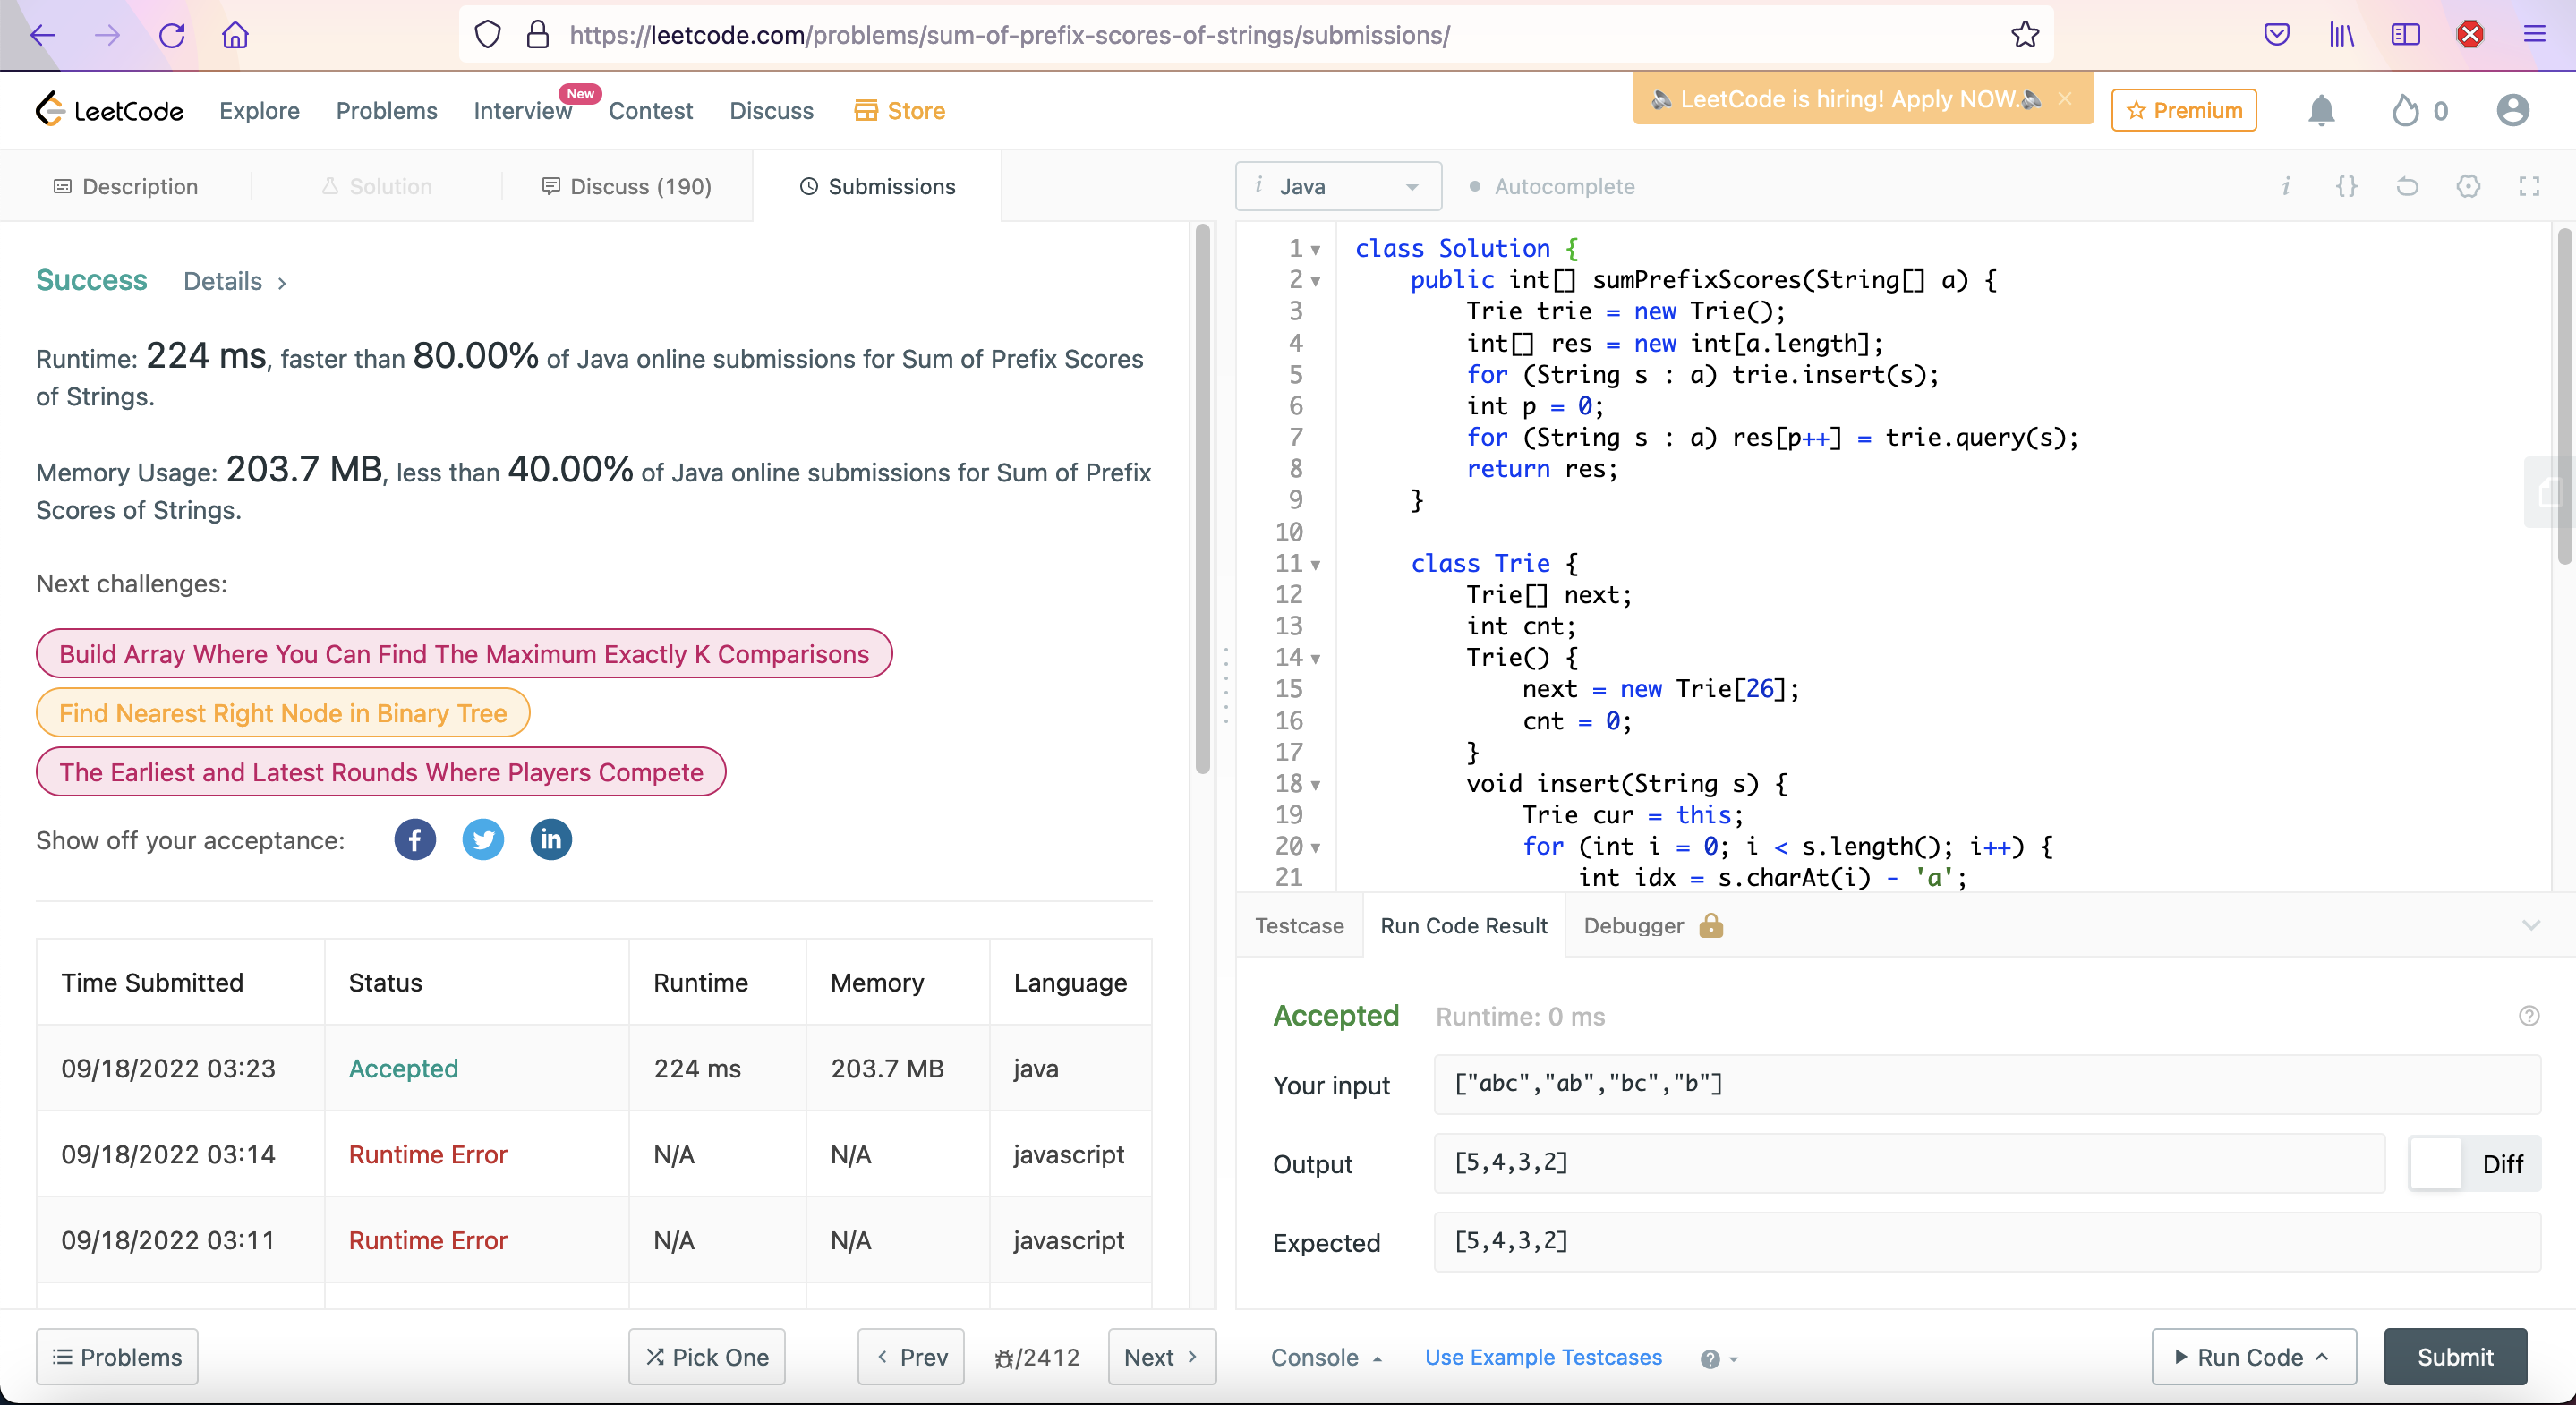 https://leetcode.com/problems/sum-of-prefix-scores-of-strings/submissions/
LeetCode
Explore
Problems
Interview
New
Contest
Discuss
Store
LeetCode is hiring! Apply NOW.
Premium
0
Description
Solution
Discuss (190)
Submissions
Success
Details
Runtime: 224 ms, faster than 80.00% of Java online submissions for Sum of Prefix Scores
of Strings.
Memory Usage: 203.7 MB, less than 40.00% of Java online submissions for Sum of Prefix
Scores of Strings.
Next challenges:
Build Array Where You Can Find The Maximum Exactly K Comparisons
Find Nearest Right Node in Binary Tree
The Earliest and Latest Rounds Where Players Compete
Show off your acceptance:
Time Submitted Status Runtime Memory Language
09/18/2022 03:23 Accepted 224 ms 203.7 MB java
09/18/2022 03:14 Runtime Error N/A N/A javascript
09/18/2022 03:11 Runtime Error N/A N/A javascript
Problems
Pick One
Prev
/2412
Next
i Java
Autocomplete
i {}
1 class Solution {
2     public int[] sumPrefixScores(String[] a) {
3         Trie trie = new Trie();
4         int[] res = new int[a.length];
5         for (String s : a) trie.insert(s);
6         int p = 0;
7         for (String s : a) res[p++] = trie.query(s);
8         return res;
9     }
10
11     class Trie {
12         Trie[] next;
13         int cnt;
14         Trie() {
15             next = new Trie[26];
16             cnt = 0;
17         }
18         void insert(String s) {
19             Trie cur = this;
20             for (int i = 0; i < s.length(); i++) {
21                 int idx = s.charAt(i) - 'a';
Testcase
Run Code Result
Debugger
Accepted
Runtime: 0 ms
Your input
["abc","ab","bc","b"]
Output
[5,4,3,2]
Diff
Expected
[5,4,3,2]
Console
Use Example Testcases
Run Code
Submit